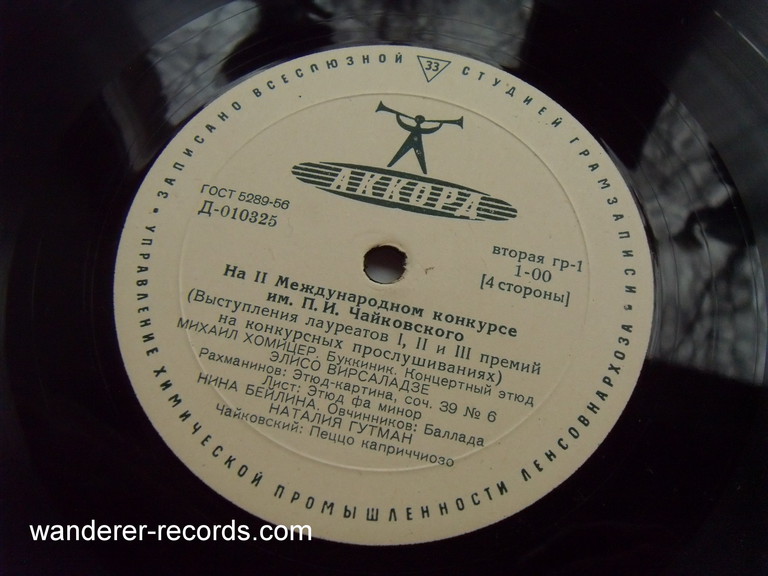 ЗАПИСАНО ВСЕСОЮЗНОЙ 33 СТУДИЕЙ ГРАМЗАПИСИ •
УПРАВЛЕНИЕ ХИМИЧЕСКОЙ ПРОМЫШЛЕННОСТИ ЛЕНСОВНАРХОЗА •
АККОРД
ГОСТ 5289-56
Д-010325
вторая гр-1
1-00
[4 стороны]
На II Международном конкурсе
им. П. И. Чайковского
(Выступления лауреатов I, II и III премий
на конкурсных прослушиваниях)
МИХАИЛ ХОМИЦЕР. Буккиник. Концертный этюд
ЭЛИСО ВИРСАЛАДЗЕ
Рахманинов: Этюд-картина, соч. 39 № 6
Лист: Этюд фа минор
НИНА БЕЙЛИНА. Овчинников: Баллада
НАТАЛИЯ ГУТМАН
Чайковский: Пеццо каприччиозо
wanderer-records.com